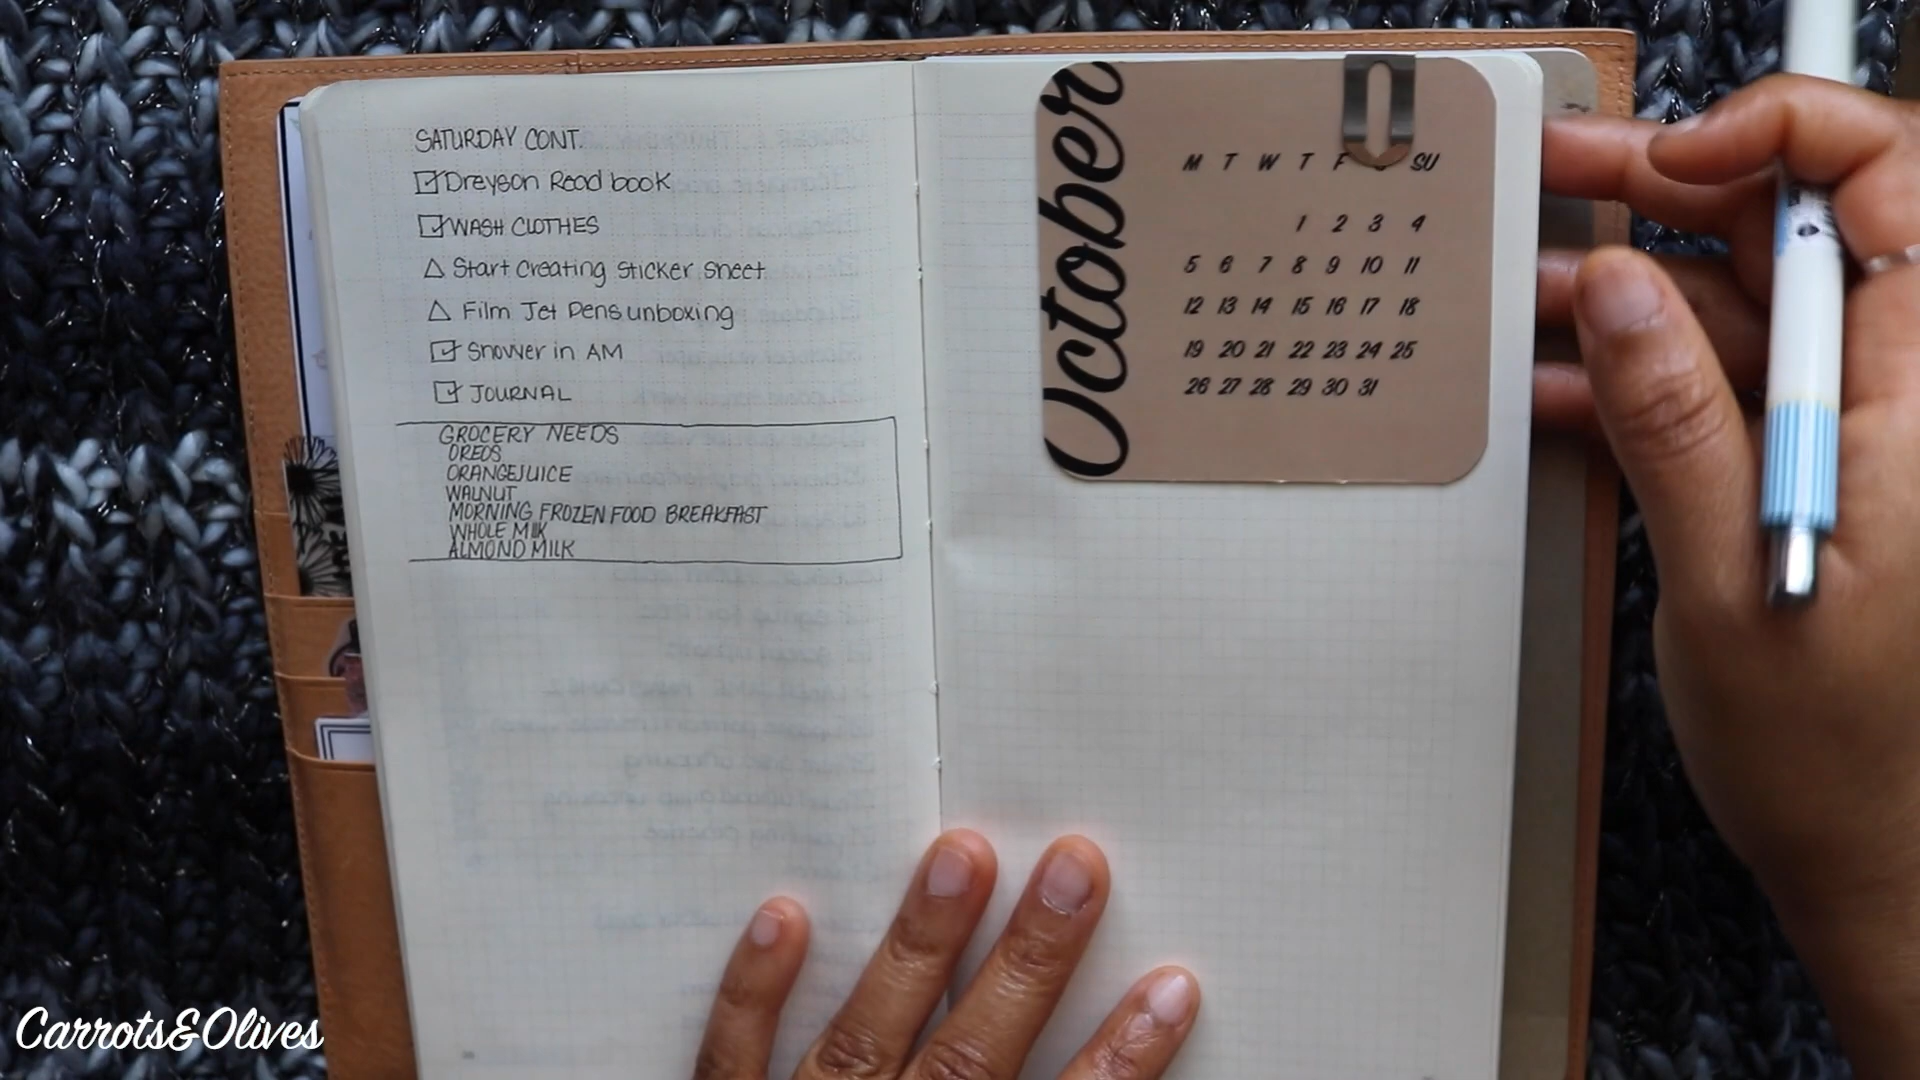 SATURDAY CONT.
Dreyson Read book
WASH CLOTHES
Start Creating Sticker Sheet
Film Jet Pens unboxing
Shower in AM
JOURNAL
GROCERY NEEDS
OREOS
ORANGE JUICE
WALNUT
MORNING FROZEN FOOD BREAKFAST
WHOLE MILK
ALMOND MILK
October
M T W T F SU
1 2 3 4
5 6 7 8 9 10 11
12 13 14 15 16 17 18
19 20 21 22 23 24 25
26 27 28 29 30 31
Carrots&Olives